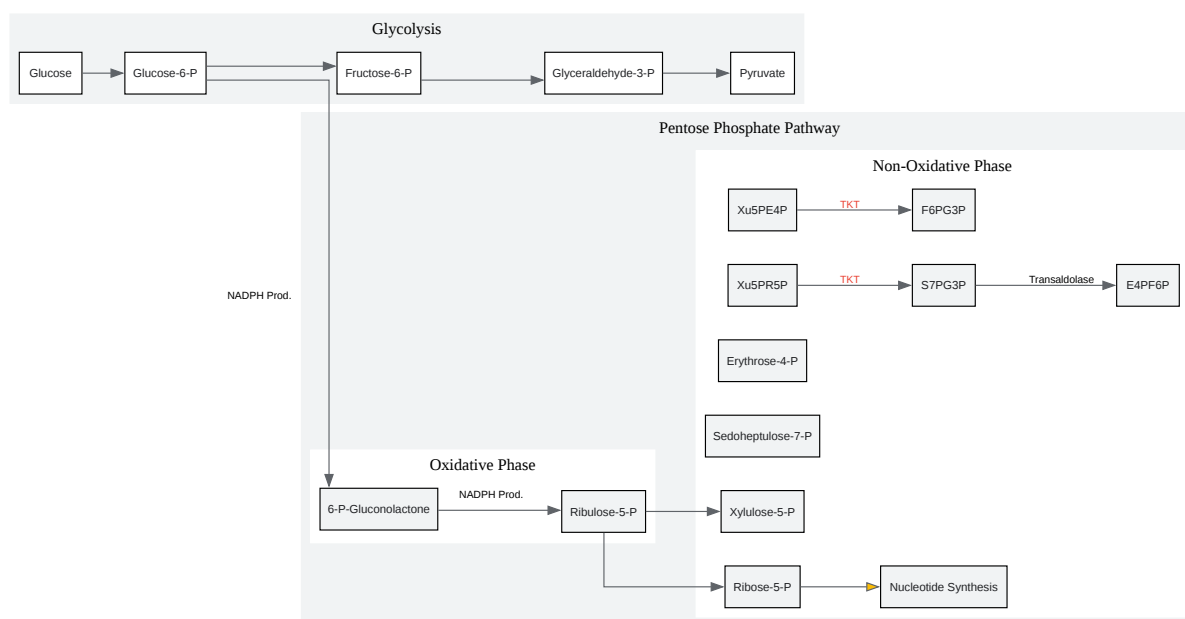 Glycolysis
Glucose
Glucose-6-P
Fructose-6-P
Glyceraldehyde-3-P
Pyruvate
Pentose Phosphate Pathway
Non-Oxidative Phase
Xu5PE4P
TKT
F6PG3P
Xu5PR5P
TKT
S7PG3P
Transaldolase
E4PF6P
NADPH Prod.
Erythrose-4-P
Sedoheptulose-7-P
Oxidative Phase
6-P-Gluconolactone
NADPH Prod.
Ribulose-5-P
Xylulose-5-P
Ribose-5-P
Nucleotide Synthesis